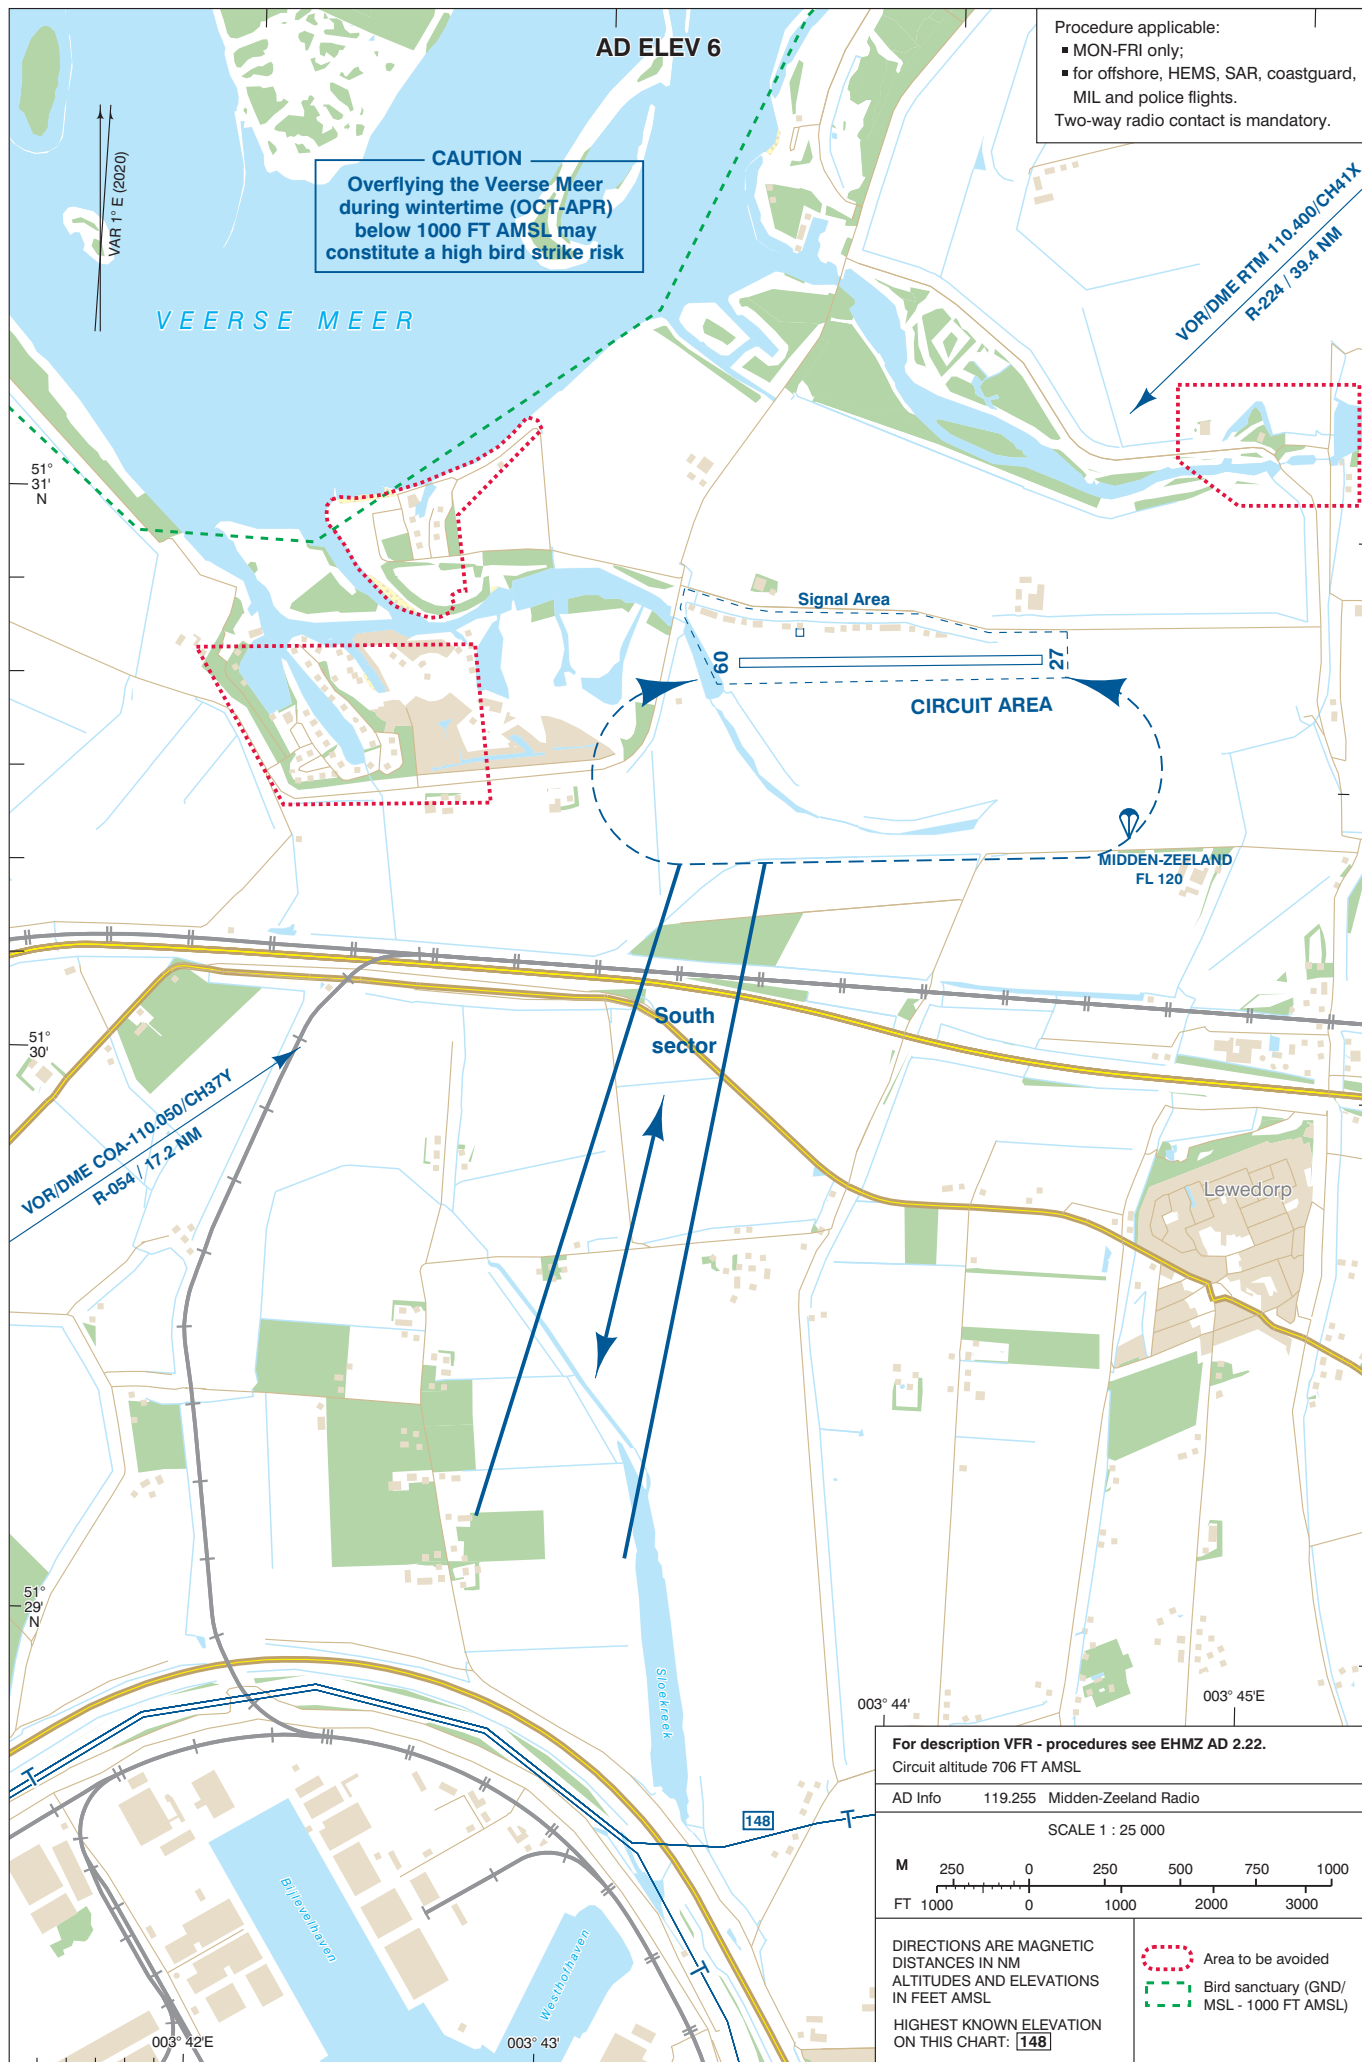 AD ELEV 6
Procedure applicable:
▪ MON-FRI only;
▪ for offshore, HEMS, SAR, coastguard,
MIL and police flights.
Two-way radio contact is mandatory.
VAR 1° E (2020)
CAUTION
Overflying the Veerse Meer
during wintertime (OCT-APR)
below 1000 FT AMSL may
constitute a high bird strike risk
VEERSE MEER
VOR/DME RTM 110.400/CH41X
R-224 / 39.4 NM
51°
31'
N
Signal Area
09
27
CIRCUIT AREA
MIDDEN-ZEELAND
FL 120
South
sector
51°
30'
VOR/DME COA-110.050/CH37Y
R-054 / 17.2 NM
Lewedorp
51°
29'
N
Sloekreek
003° 44'
003° 45'E
148
Bijlevelhaven
Westhofhaven
003° 42'E
003° 43'
For description VFR - procedures see EHMZ AD 2.22.
Circuit altitude 706 FT AMSL
AD Info 119.255 Midden-Zeeland Radio
SCALE 1 : 25 000
M 250 0 250 500 750 1000
FT 1000 0 1000 2000 3000
DIRECTIONS ARE MAGNETIC
DISTANCES IN NM
ALTITUDES AND ELEVATIONS
IN FEET AMSL
HIGHEST KNOWN ELEVATION
ON THIS CHART: 148
Area to be avoided
Bird sanctuary (GND/
MSL - 1000 FT AMSL)